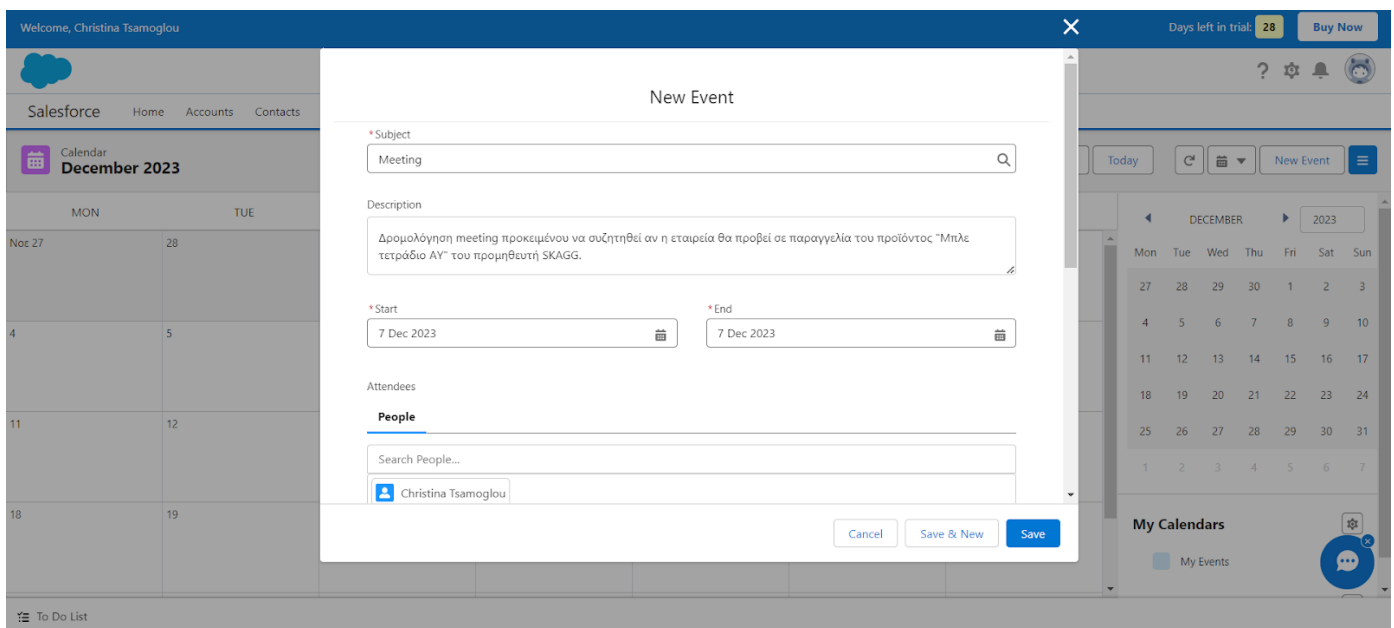 Welcome, Christina Tsamoglou
Days left in trial: 28
Buy Now
Salesforce Home Accounts Contacts
Calendar
December 2023
Today
New Event
MON TUE
Νοε 27 28
4 5
11 12
18 19
New Event
*Subject
Meeting
Description
Δρομολόγηση meeting προκειμένου να συζητηθεί αν η εταιρεία θα προβεί σε παραγγελία του προϊόντος "Μπλε
τετράδιο ΑΥ" του προμηθευτή SKAGG.
*Start *End
7 Dec 2023 7 Dec 2023
Attendees
People
Search People...
Christina Tsamoglou
Cancel Save & New Save
DECEMBER 2023
Mon Tue Wed Thu Fri Sat Sun
27 28 29 30 1 2 3
4 5 6 7 8 9 10
11 12 13 14 15 16 17
18 19 20 21 22 23 24
25 26 27 28 29 30 31
1 2 3 4 5 6 7
My Calendars
My Events
To Do List